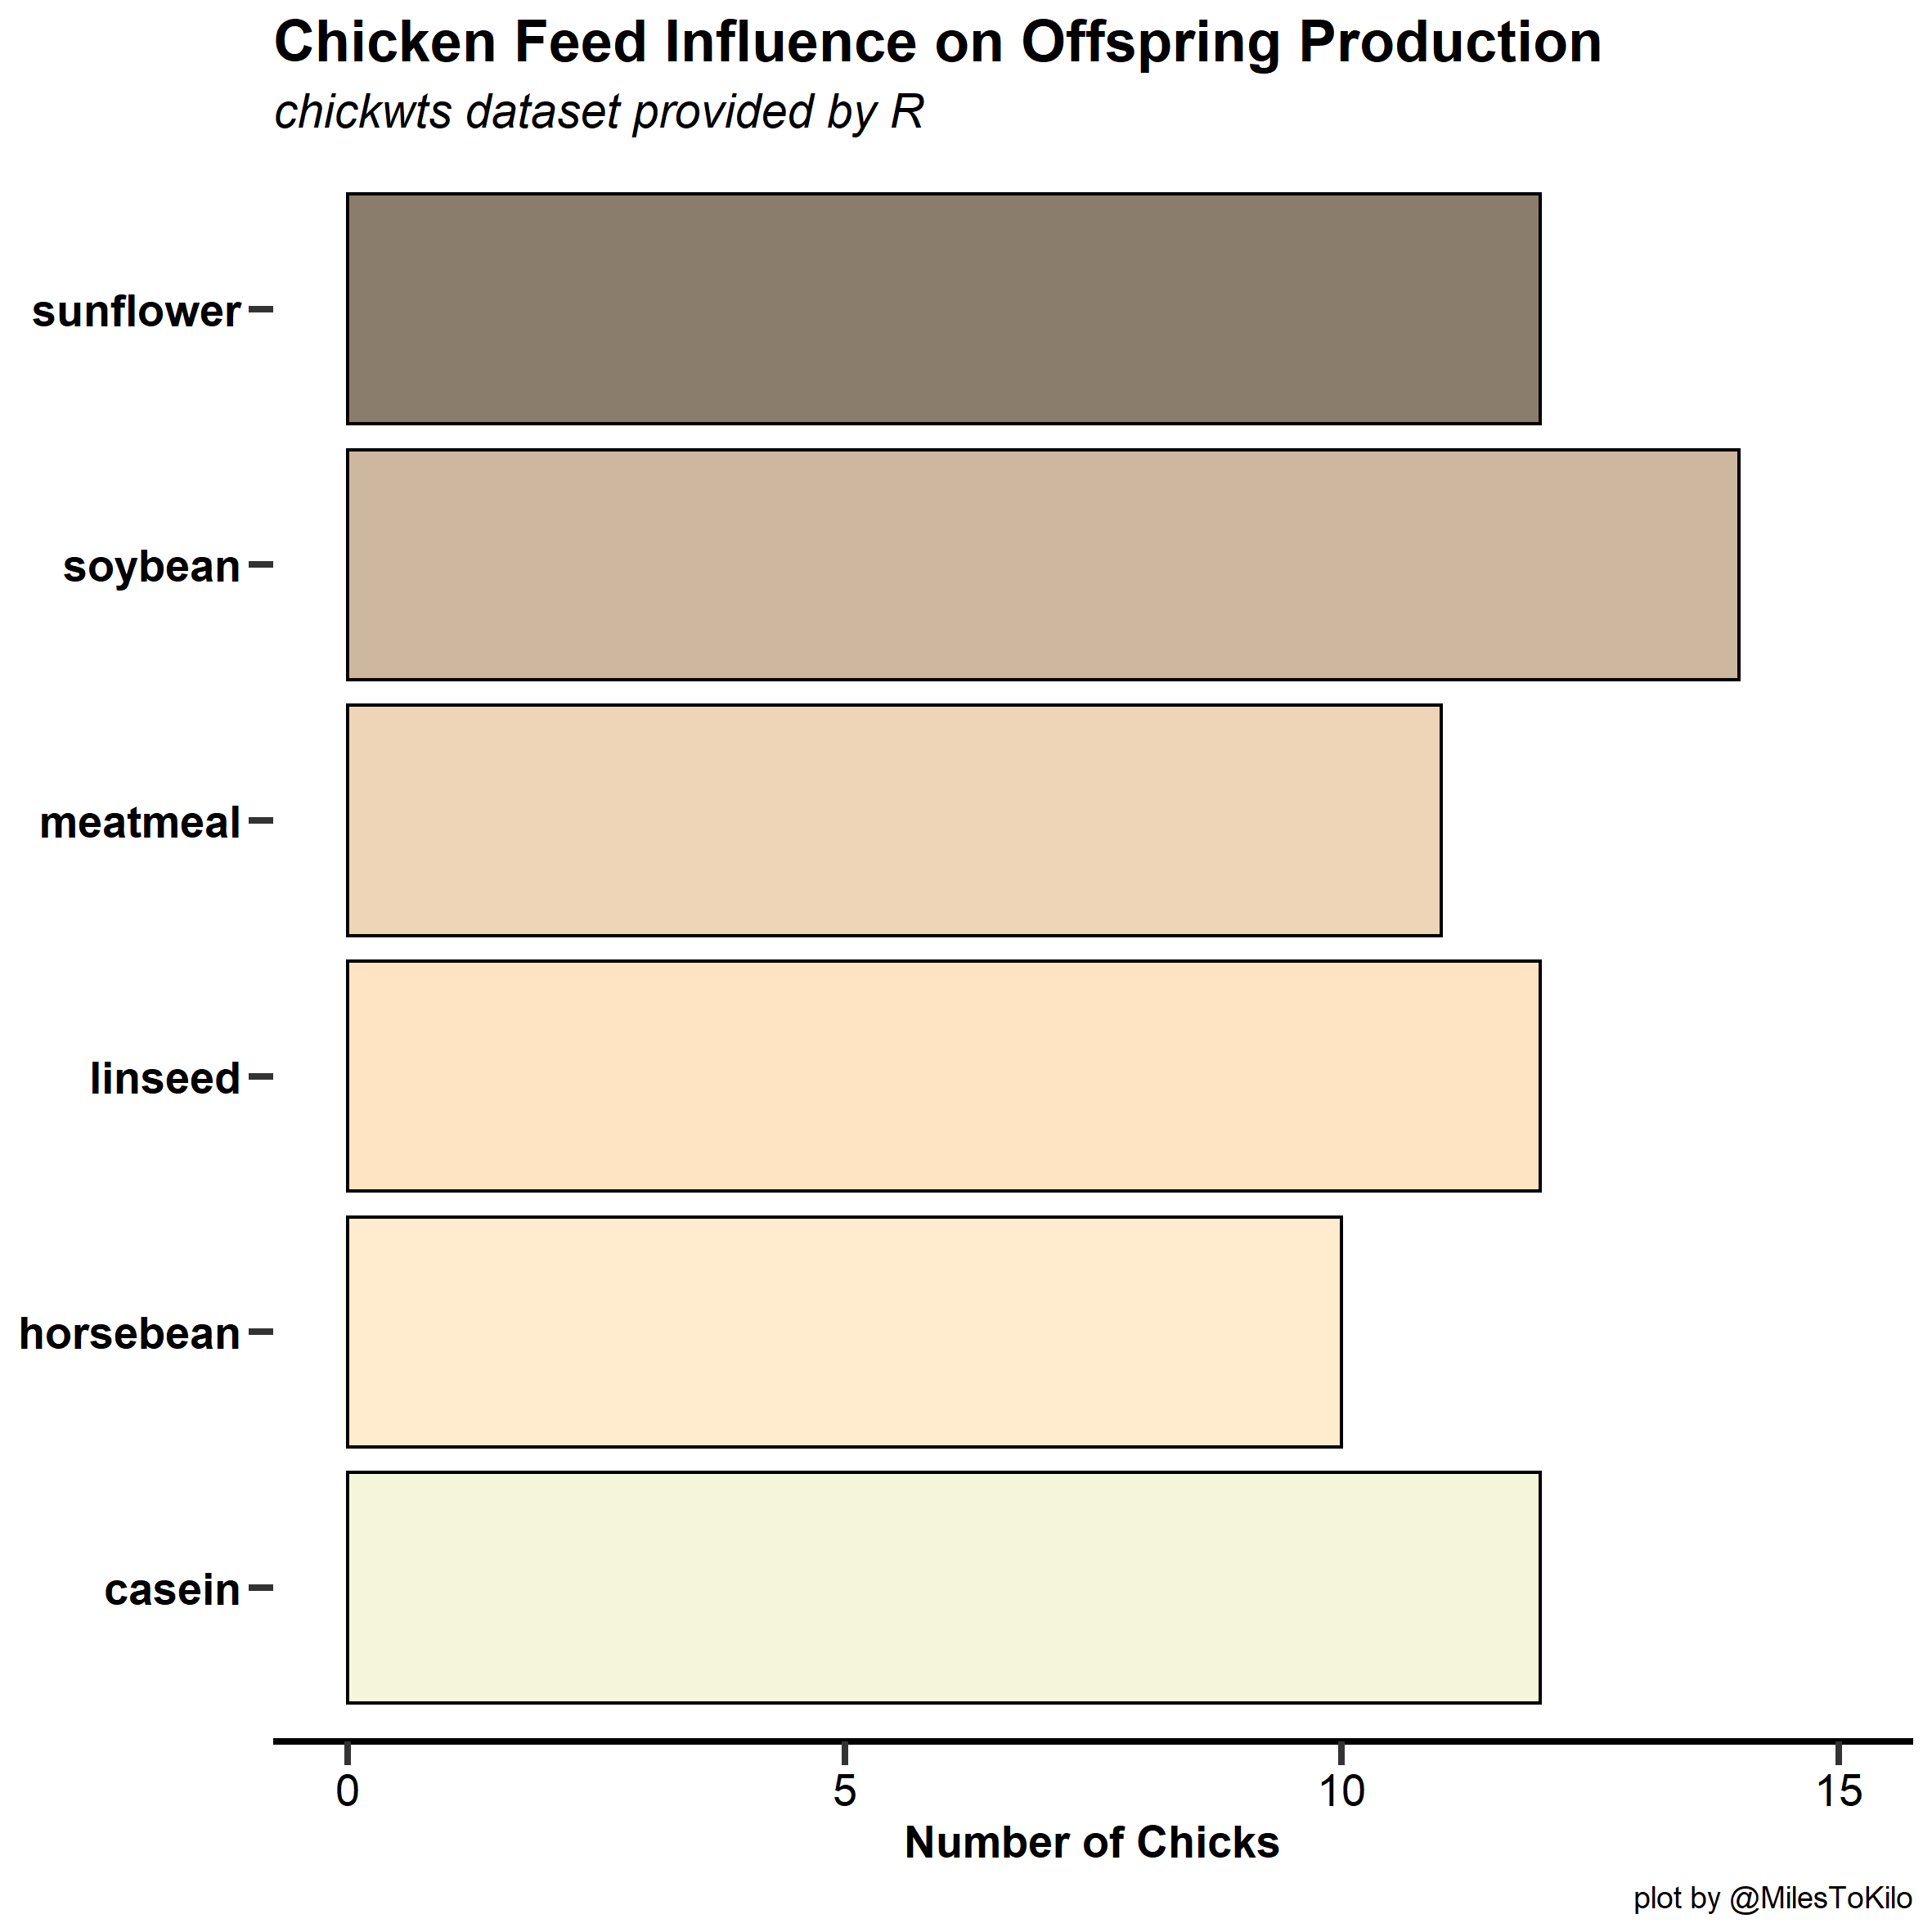 Chicken Feed Influence on Offspring Production
chickwts dataset provided by R
sunflower
soybean
meatmeal
linseed
horsebean
casein
0 5 10 15
Number of Chicks
plot by @MilesToKilo